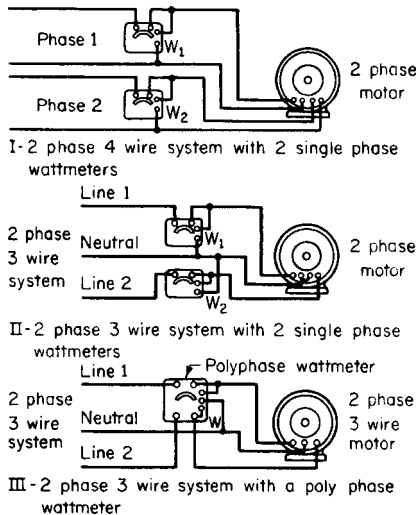 Phase 1
W1
2 phase
motor
Phase 2
W2
I-2 phase 4 wire system with 2 single phase
wattmeters
Line 1
2 phase
3 wire
system
Neutral
W1
2 phase
motor
Line 2
W2
II-2 phase 3 wire system with 2 single phase
wattmeters
Polyphase wattmeter
Line 1
2 phase
3 wire
system
Neutral
W
2 phase
3 wire
motor
Line 2
III-2 phase 3 wire system with a poly phase
wattmeter